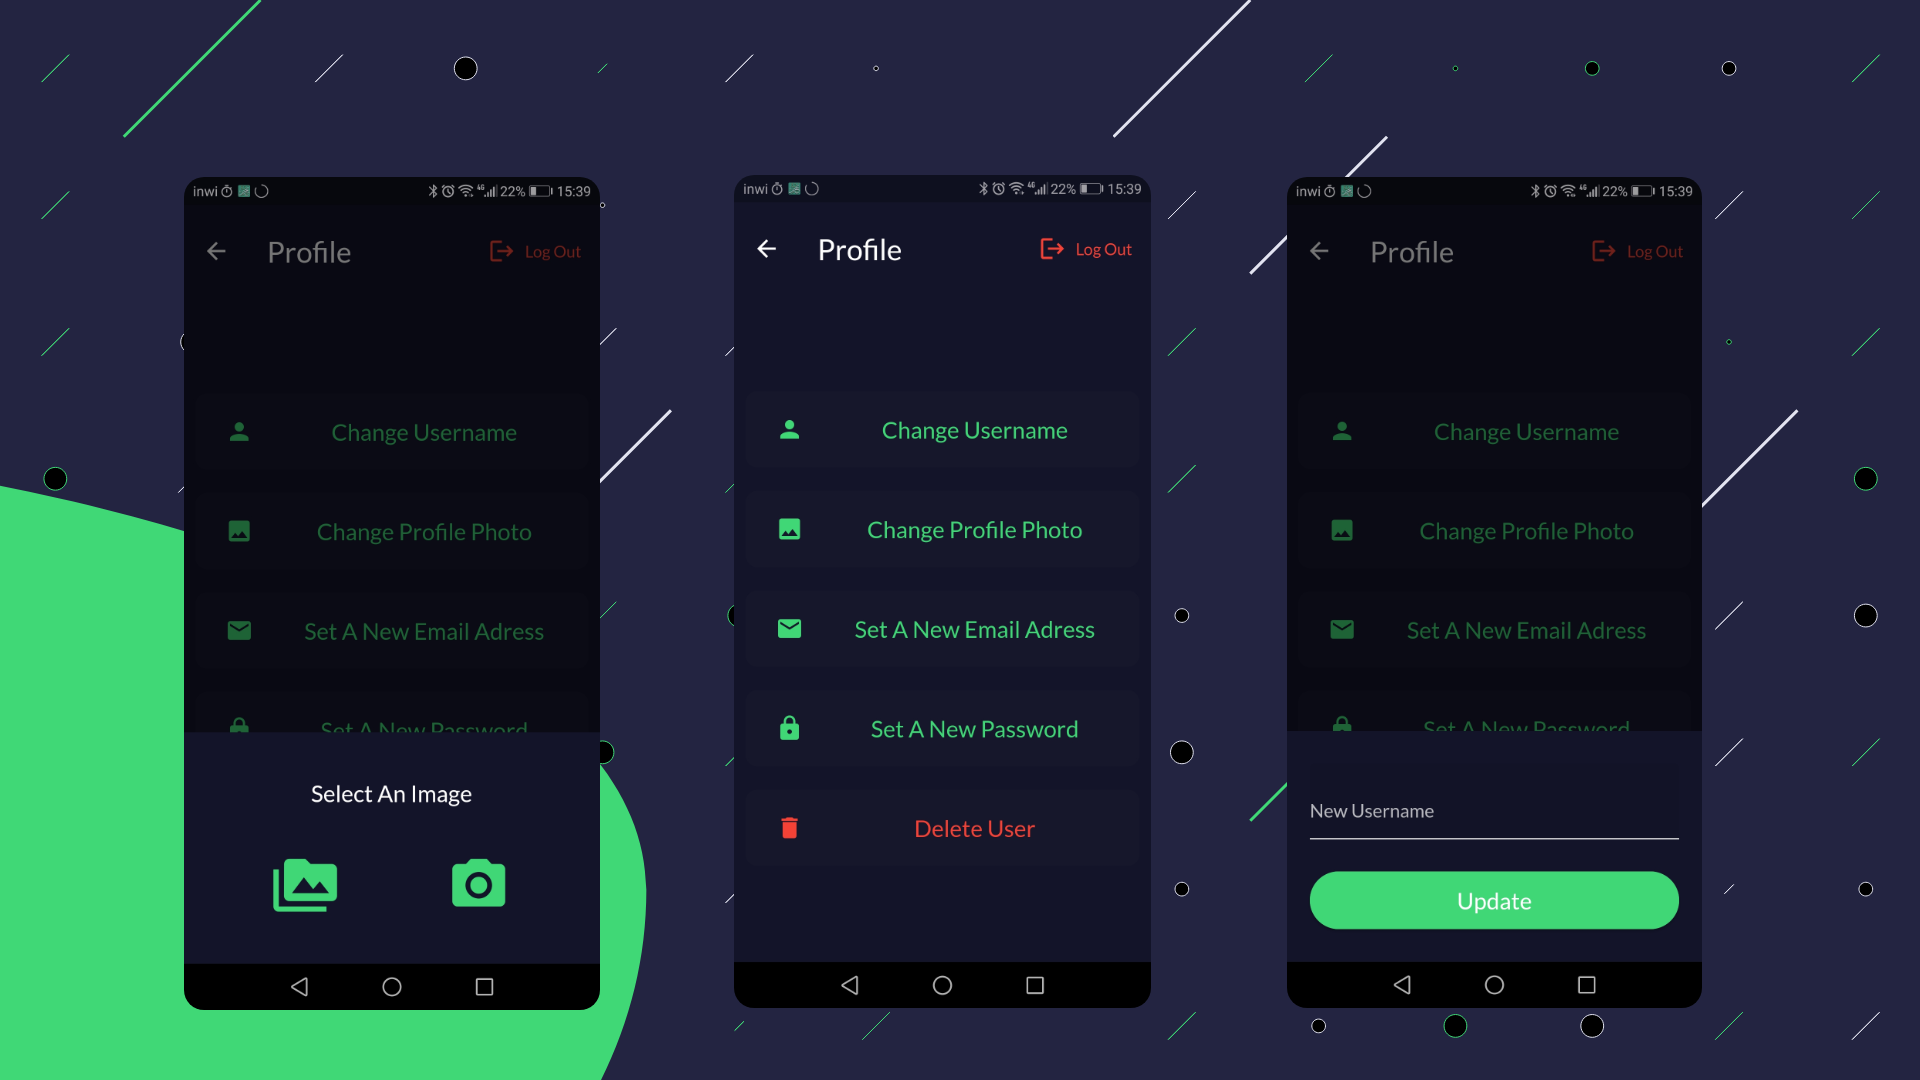 inwi 4G 22% 15:39
Profile Log Out
Change Username
Change Profile Photo
Set A New Email Adress
Set A New Password
Select An Image
inwi 4G 22% 15:39
Profile Log Out
Change Username
Change Profile Photo
Set A New Email Adress
Set A New Password
Delete User
inwi 4G 22% 15:39
Profile Log Out
Change Username
Change Profile Photo
Set A New Email Adress
Set A New Password
New Username
Update